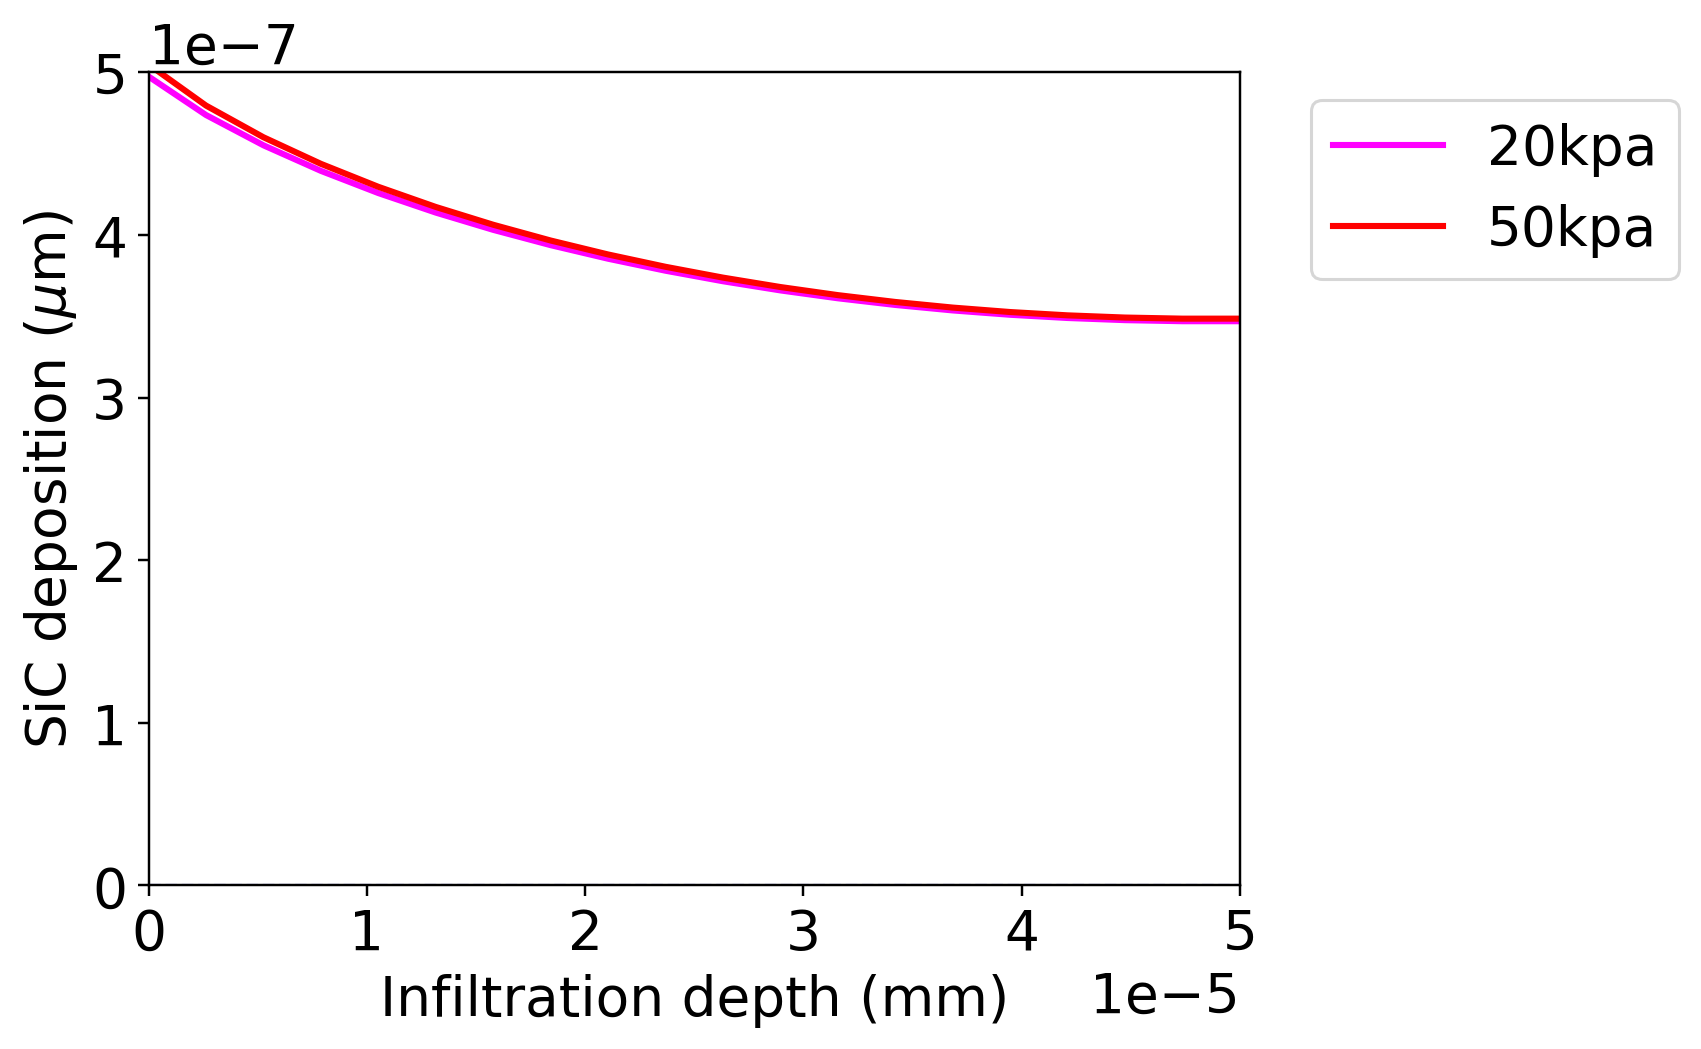 1e−7
5
4
3
2
1
0
SiC deposition (μm)
0 1 2 3 4 5
Infiltration depth (mm)
1e−5
20kpa
50kpa